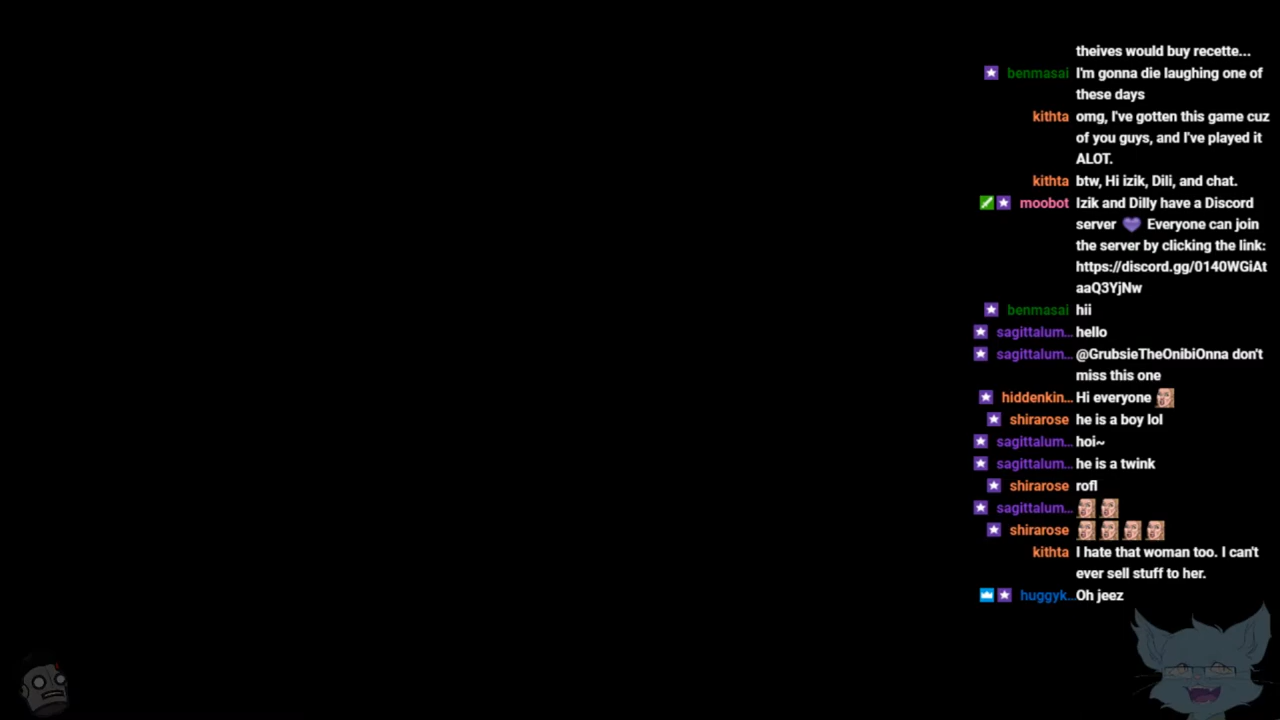 theives would buy recette...
benmasai I'm gonna die laughing one of
these days
kithta omg, I've gotten this game cuz
of you guys, and I've played it
ALOT.
kithta btw, Hi izik, Dili, and chat.
moobot Izik and Dilly have a Discord
server 💜 Everyone can join
the server by clicking the link:
https://discord.gg/0140WGiAt
aaQ3YjNw
benmasai hii
sagittalum... hello
sagittalum... @GrubsieTheOnibiOnna don't
miss this one
hiddenkin... Hi everyone
shirarose he is a boy lol
sagittalum... hoi~
sagittalum... he is a twink
shirarose rofl
sagittalum...
shirarose
kithta I hate that woman too. I can't
ever sell stuff to her.
huggyk... Oh jeez